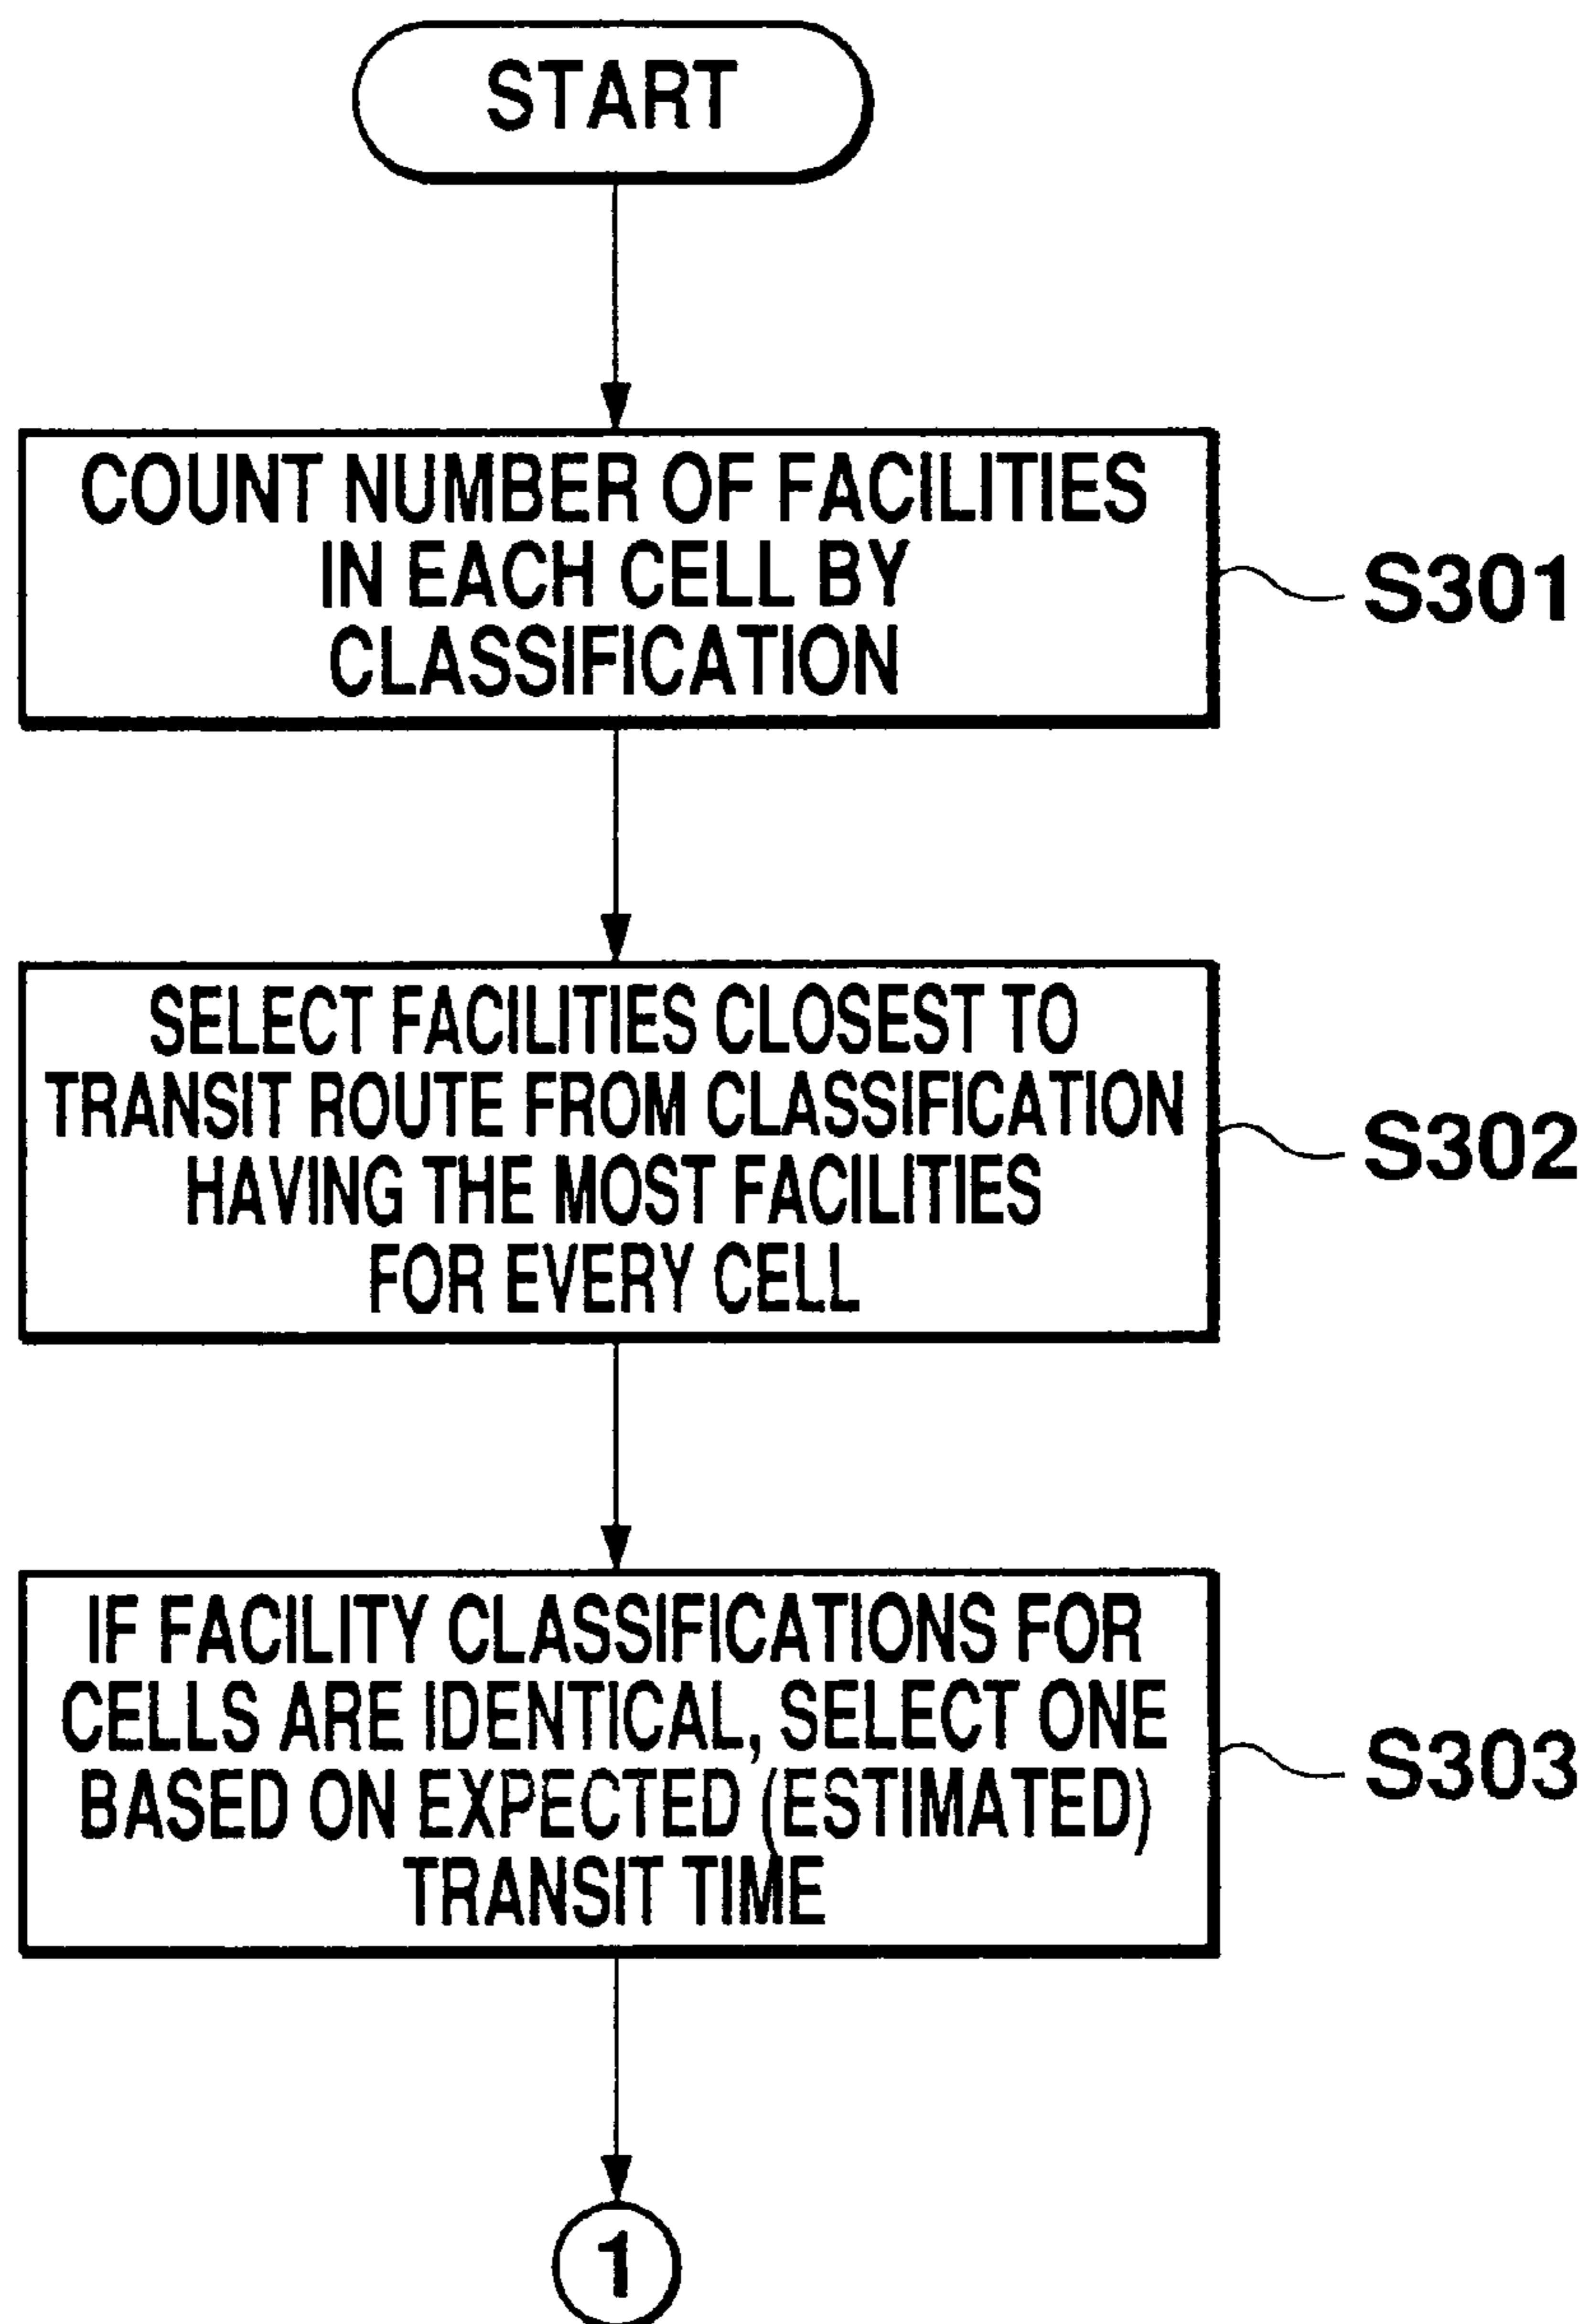 START
COUNT NUMBER OF FACILITIES
IN EACH CELL BY
CLASSIFICATION
S301
SELECT FACILITIES CLOSEST TO
TRANSIT ROUTE FROM CLASSIFICATION
HAVING THE MOST FACILITIES
FOR EVERY CELL
S302
IF FACILITY CLASSIFICATIONS FOR
CELLS ARE IDENTICAL, SELECT ONE
BASED ON EXPECTED (ESTIMATED)
TRANSIT TIME
S303
1